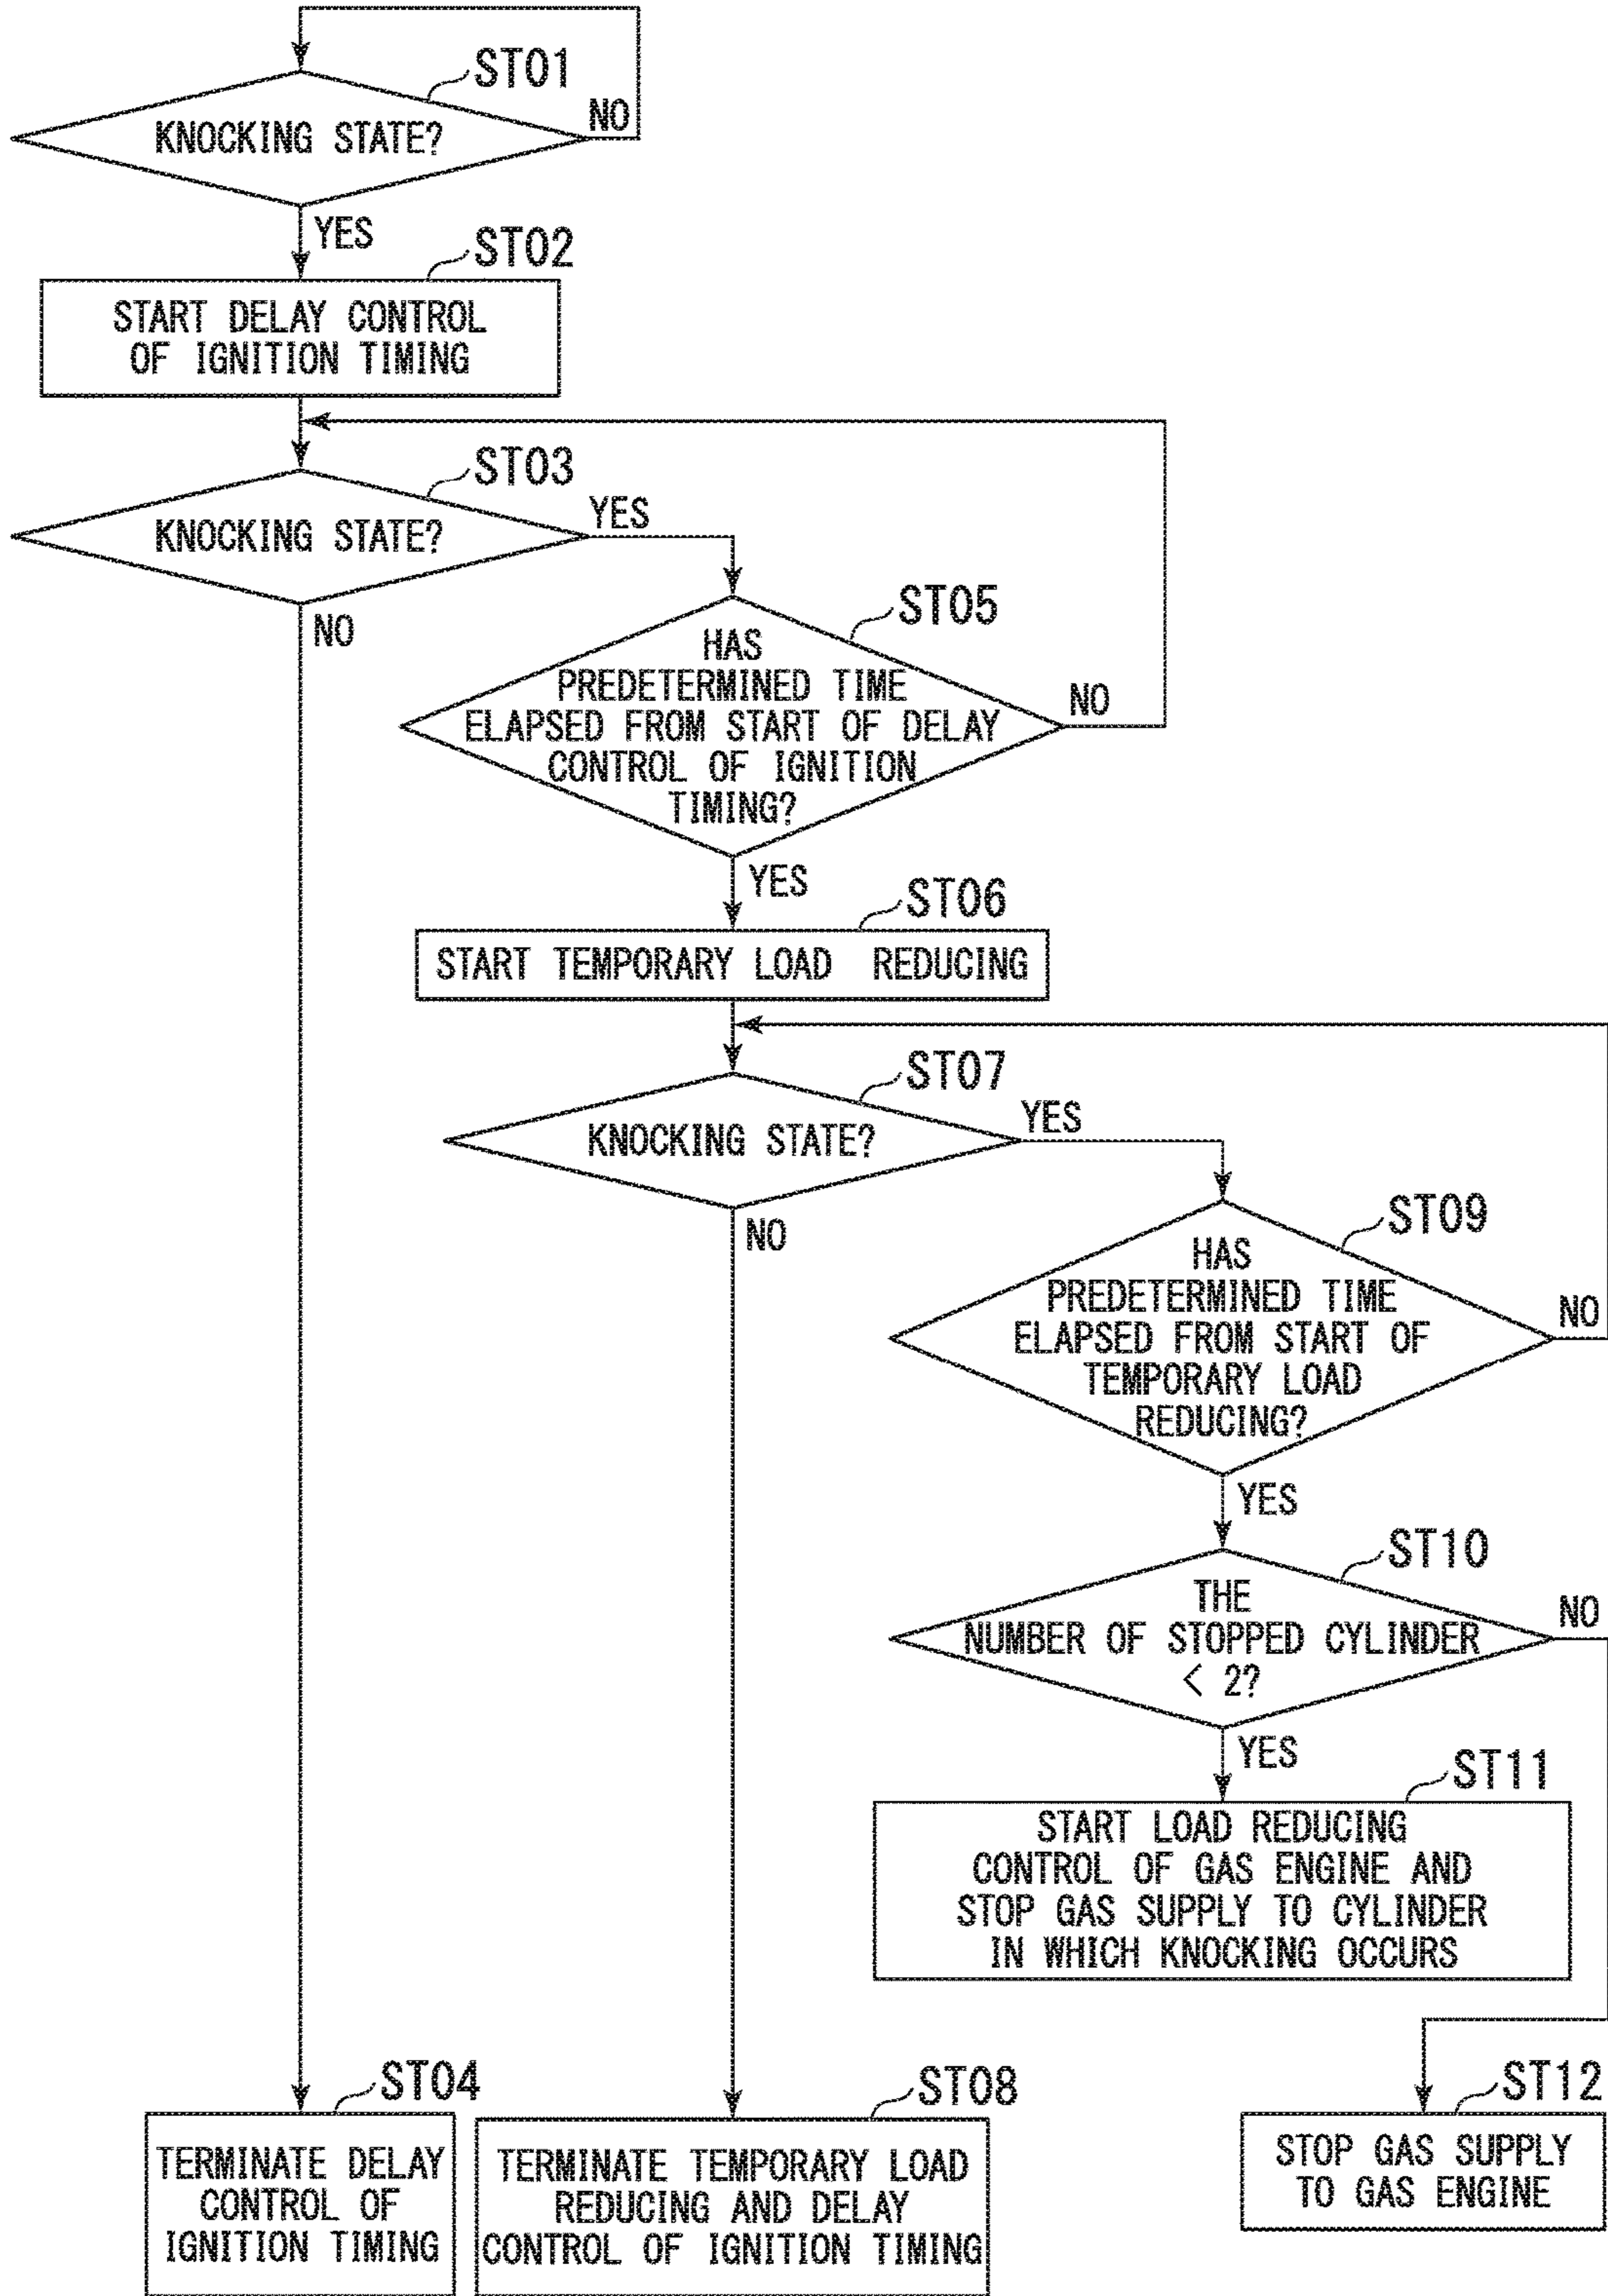 ST01
KNOCKING STATE?
NO
YES
ST02
START DELAY CONTROL
OF IGNITION TIMING
ST03
KNOCKING STATE?
YES
NO
ST05
HAS
PREDETERMINED TIME
ELAPSED FROM START OF DELAY
CONTROL OF IGNITION
TIMING?
NO
YES
ST06
START TEMPORARY LOAD REDUCING
ST07
KNOCKING STATE?
YES
NO
ST09
HAS
PREDETERMINED TIME
ELAPSED FROM START OF
TEMPORARY LOAD
REDUCING?
NO
YES
ST10
THE
NUMBER OF STOPPED CYLINDER
< 2?
NO
YES
ST11
START LOAD REDUCING
CONTROL OF GAS ENGINE AND
STOP GAS SUPPLY TO CYLINDER
IN WHICH KNOCKING OCCURS
ST04
TERMINATE DELAY
CONTROL OF
IGNITION TIMING
ST08
TERMINATE TEMPORARY LOAD
REDUCING AND DELAY
CONTROL OF IGNITION TIMING
ST12
STOP GAS SUPPLY
TO GAS ENGINE